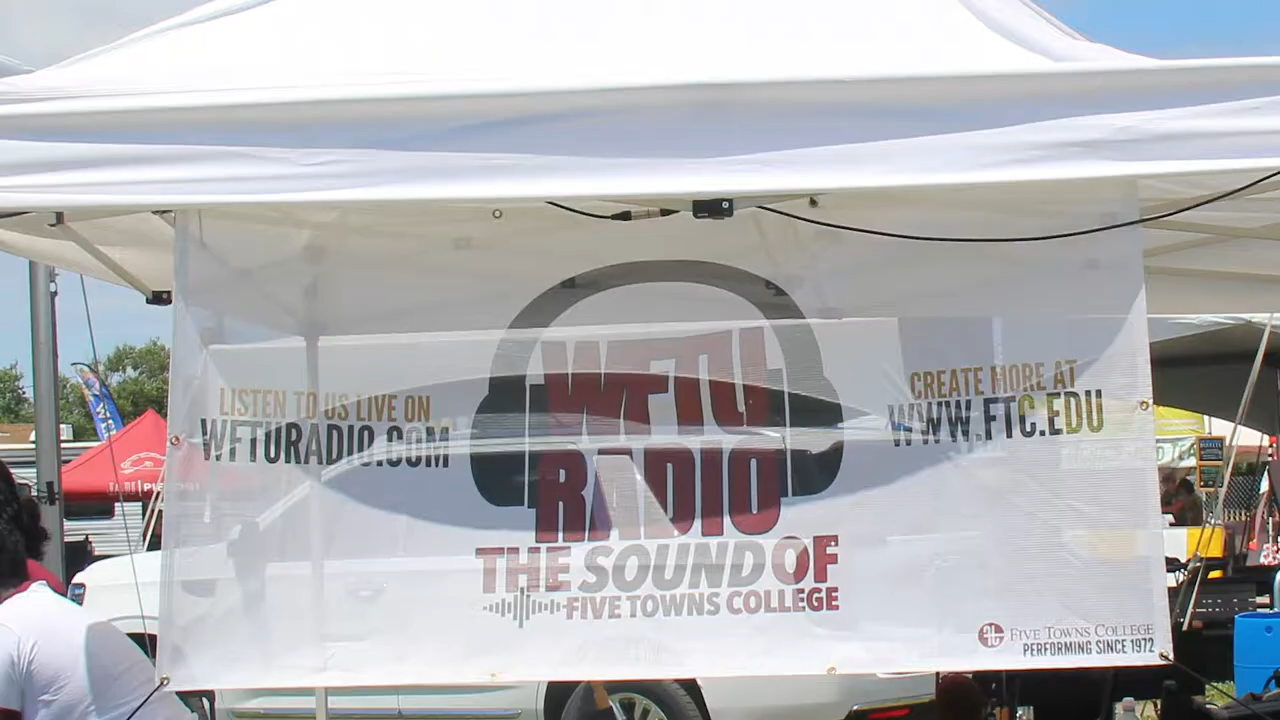 LISTEN TO US LIVE ON
WFTURADIO.COM
WFTU
RADIO
THE SOUND OF
FIVE TOWNS COLLEGE
CREATE MORE AT
WWW.FTC.EDU
FIVE TOWNS COLLEGE
PERFORMING SINCE 1972